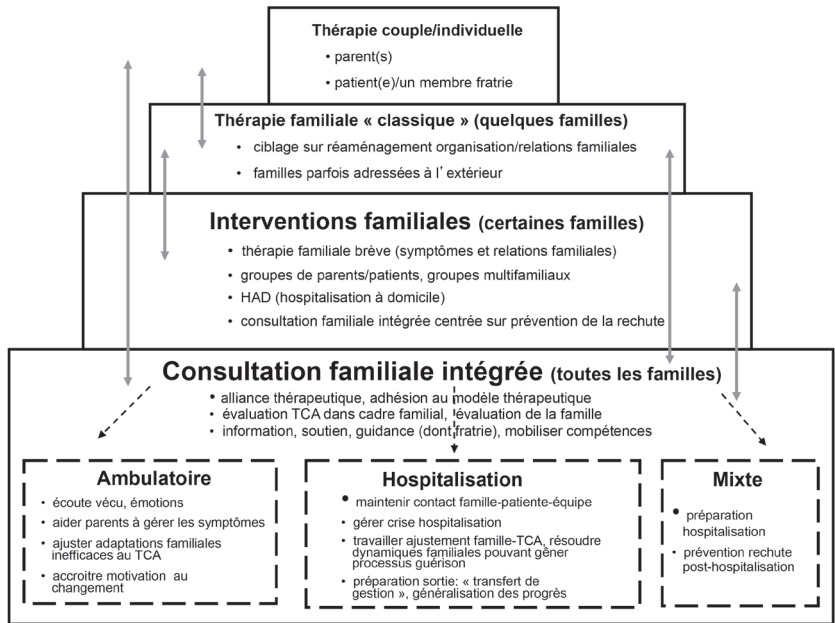 Thérapie couple/individuelle
• parent(s)
• patient(e)/un membre fratrie
Thérapie familiale « classique » (quelques familles)
• ciblage sur réaménagement organisation/relations familiales
• familles parfois adressées à l’ extérieur
Interventions familiales (certaines familles)
• thérapie familiale brève (symptômes et relations familiales)
• groupes de parents/patients, groupes multifamiliaux
• HAD (hospitalisation à domicile)
• consultation familiale intégrée centrée sur prévention de la rechute
Consultation familiale intégrée (toutes les familles)
• alliance thérapeutique, adhésion au modèle thérapeutique
• évaluation TCA dans cadre familial, évaluation de la famille
• information, soutien, guidance (dont fratrie), mobiliser compétences
Ambulatoire
• écoute vécu, émotions
• aider parents à gérer les symptômes
• ajuster adaptations familiales
inefficaces au TCA
• accroitre motivation au
changement
Hospitalisation
• maintenir contact famille-patiente-équipe
• gérer crise hospitalisation
• travailler ajustement famille-TCA, résoudre
dynamiques familiales pouvant gêner
processus guérison
• préparation sortie: « transfert de
gestion », généralisation des progrès
Mixte
• préparation
hospitalisation
• prévention rechute
post-hospitalisation